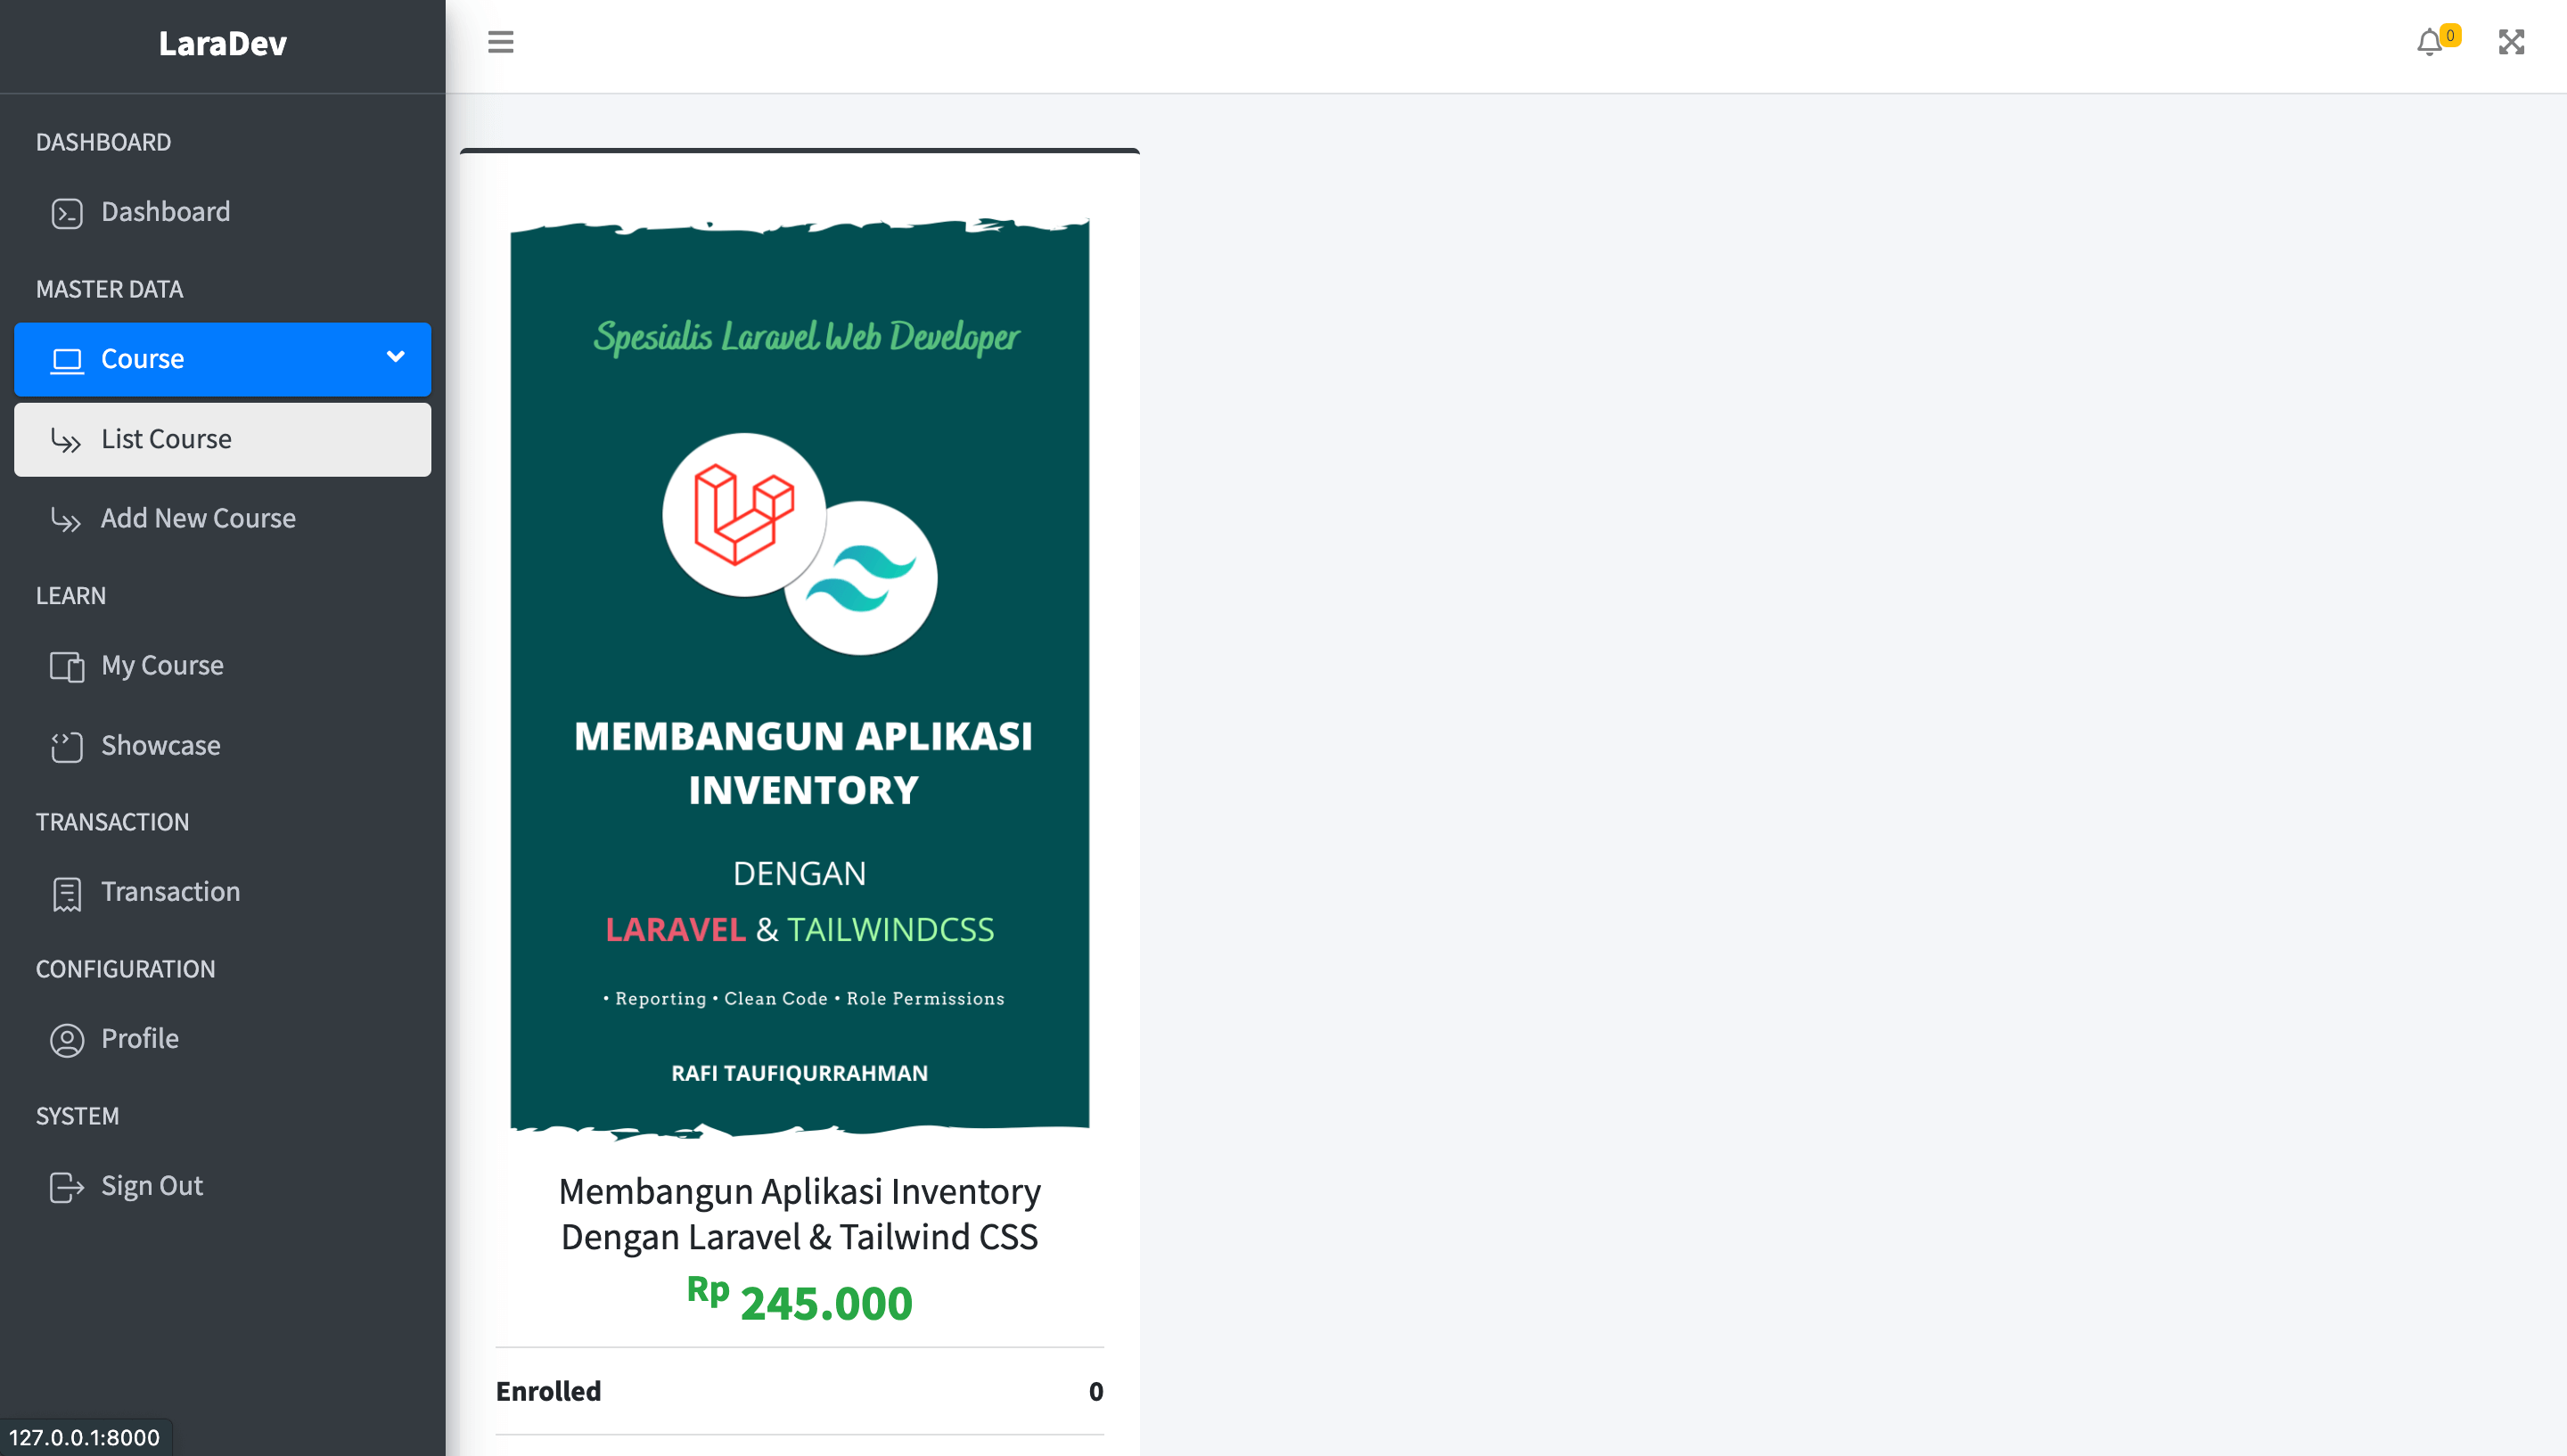 LaraDev
0
DASHBOARD
Dashboard
MASTER DATA
Course
List Course
Add New Course
LEARN
My Course
Showcase
TRANSACTION
Transaction
CONFIGURATION
Profile
SYSTEM
Sign Out
127.0.0.1:8000
Spesialis Laravel Web Developer
MEMBANGUN APLIKASI
INVENTORY
DENGAN
LARAVEL & TAILWINDCSS
• Reporting • Clean Code • Role Permissions
RAFI TAUFIQURRAHMAN
Membangun Aplikasi Inventory
Dengan Laravel & Tailwind CSS
Rp 245.000
Enrolled 0